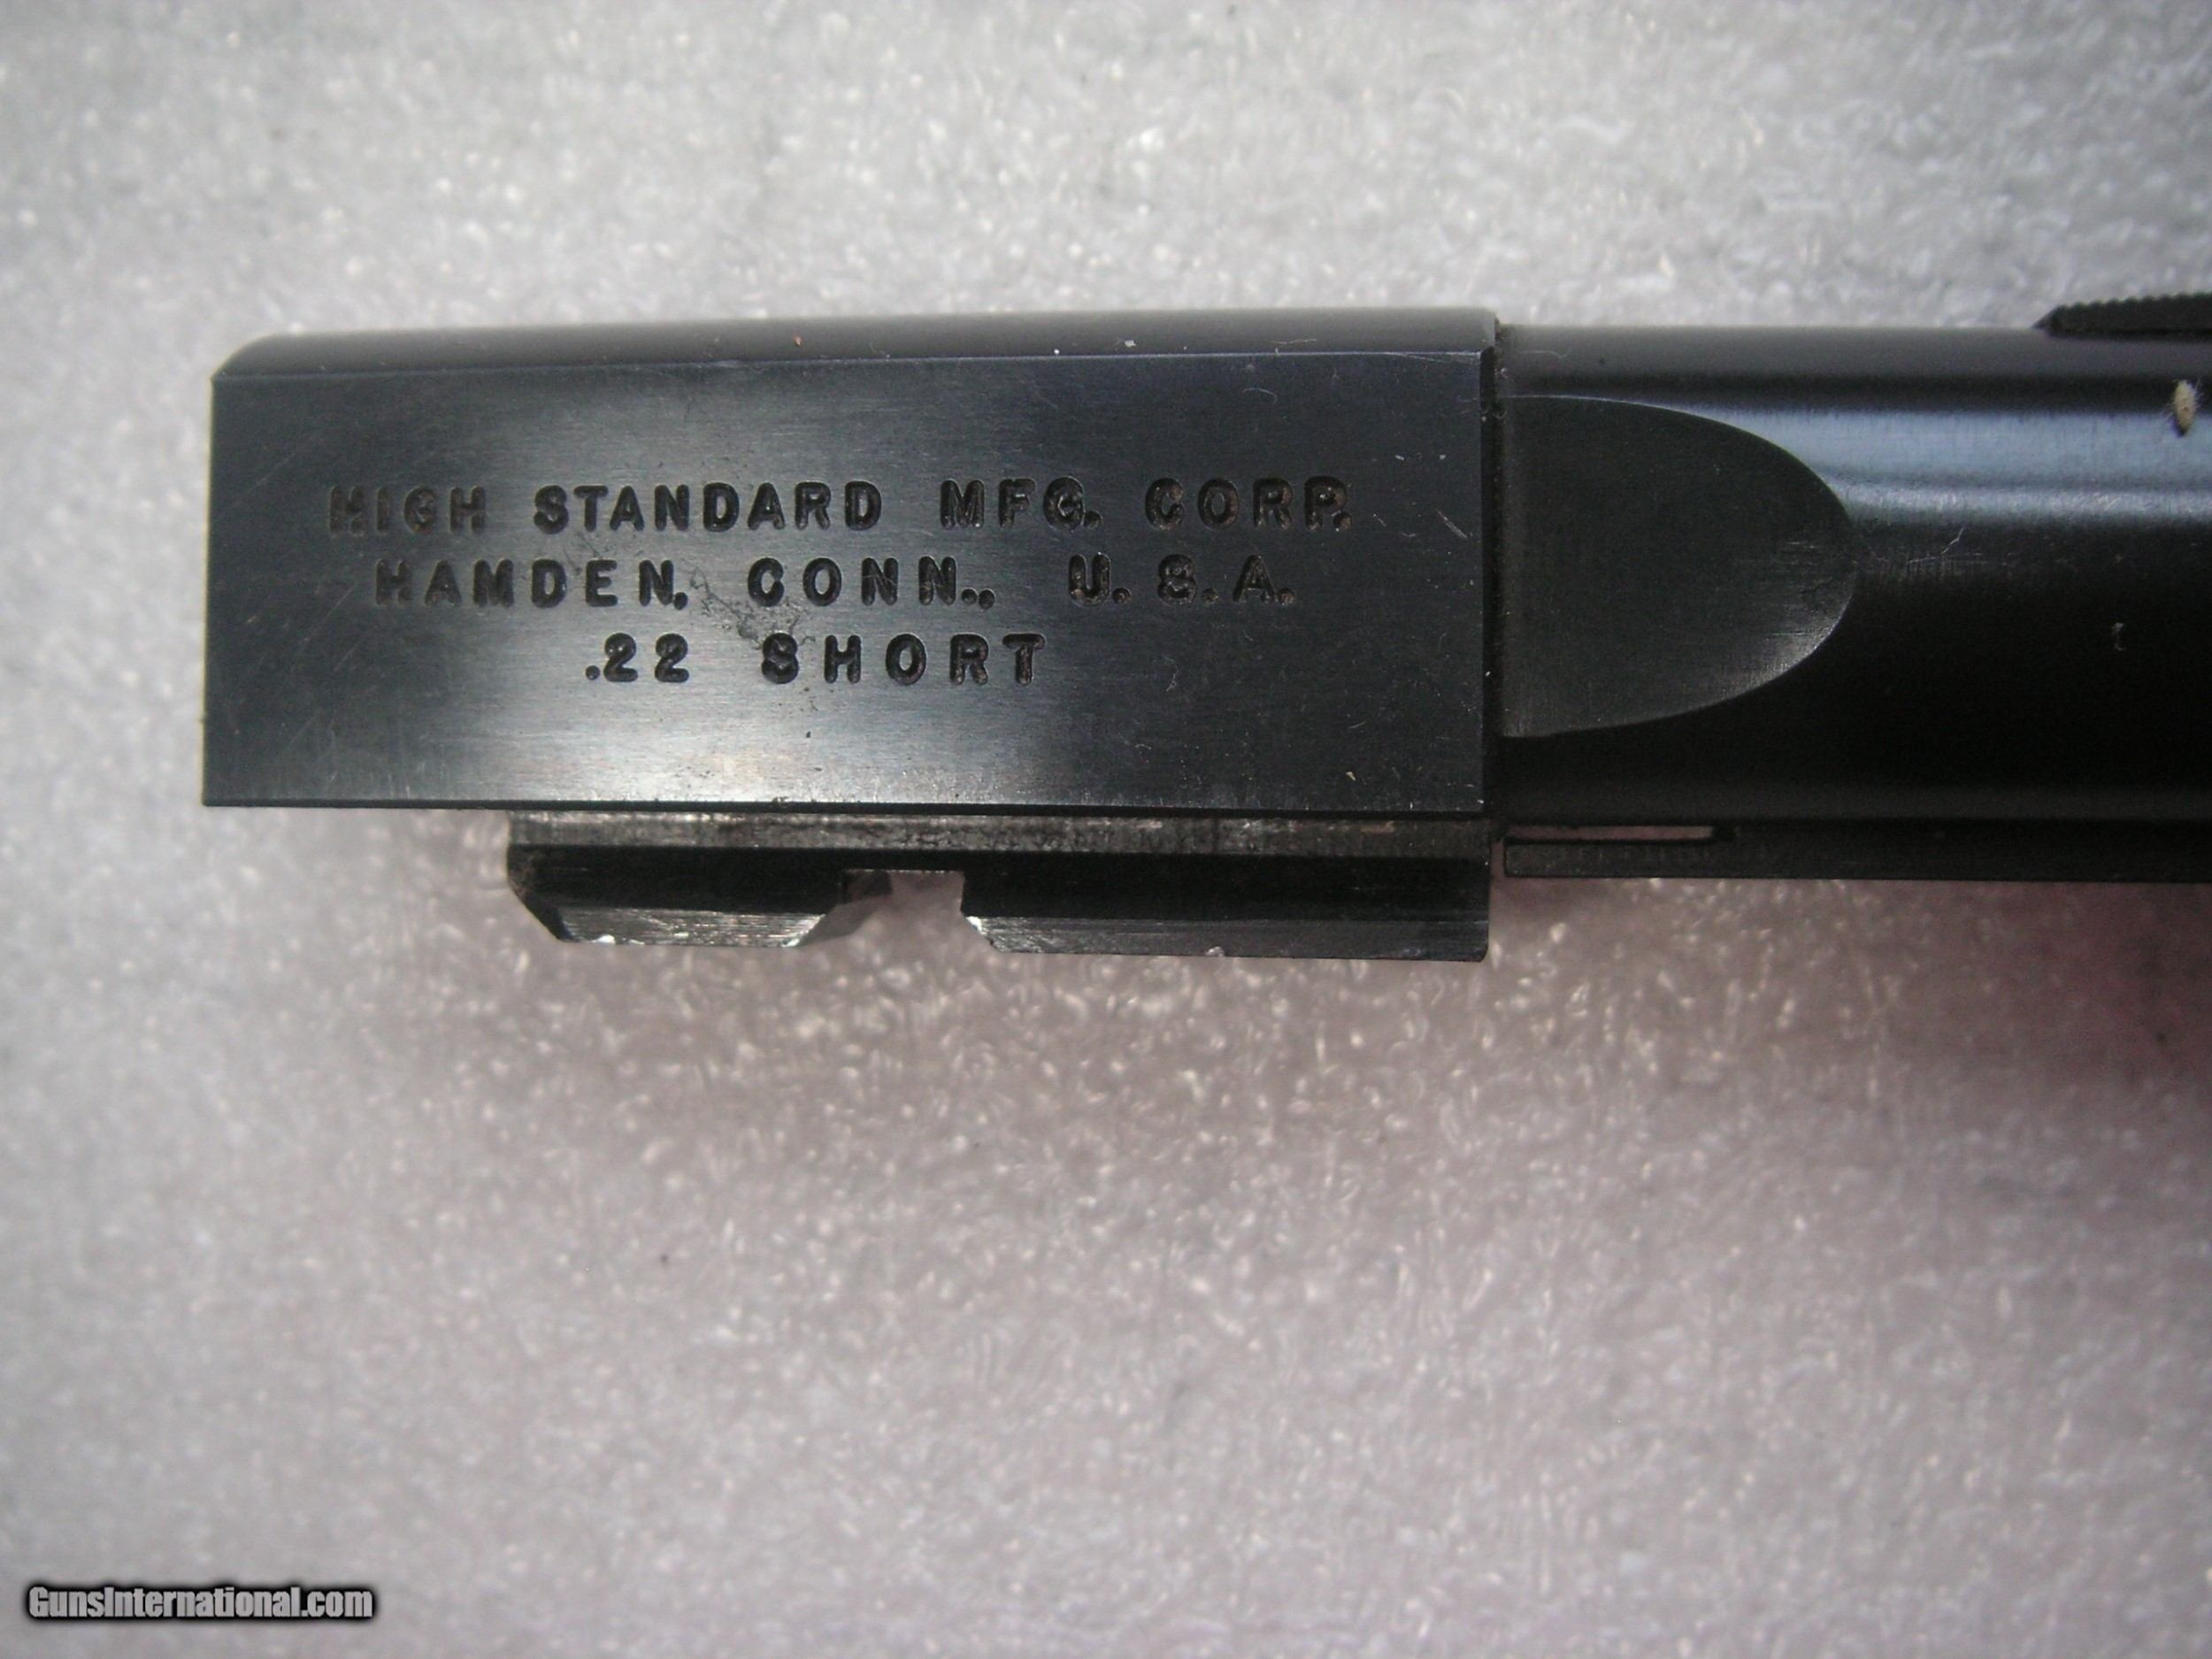 HIGH STANDARD MFG. CORP.
HAMDEN, CONN., U.S.A.
.22 SHORT
GunsInternational.com